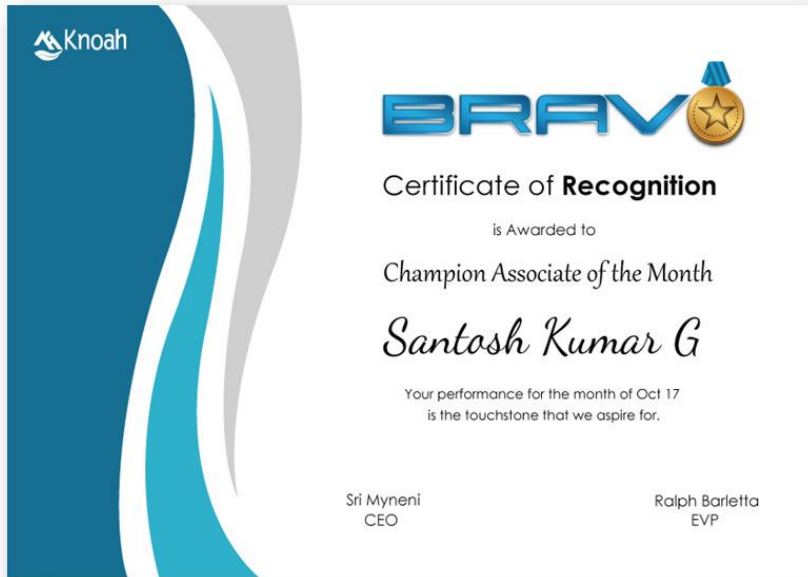 Knoah
BRAVO
Certificate of Recognition
is Awarded to
Champion Associate of the Month
Santosh Kumar G
Your performance for the month of Oct 17
is the touchstone that we aspire for.
Sri Myneni
CEO
Ralph Barletta
EVP